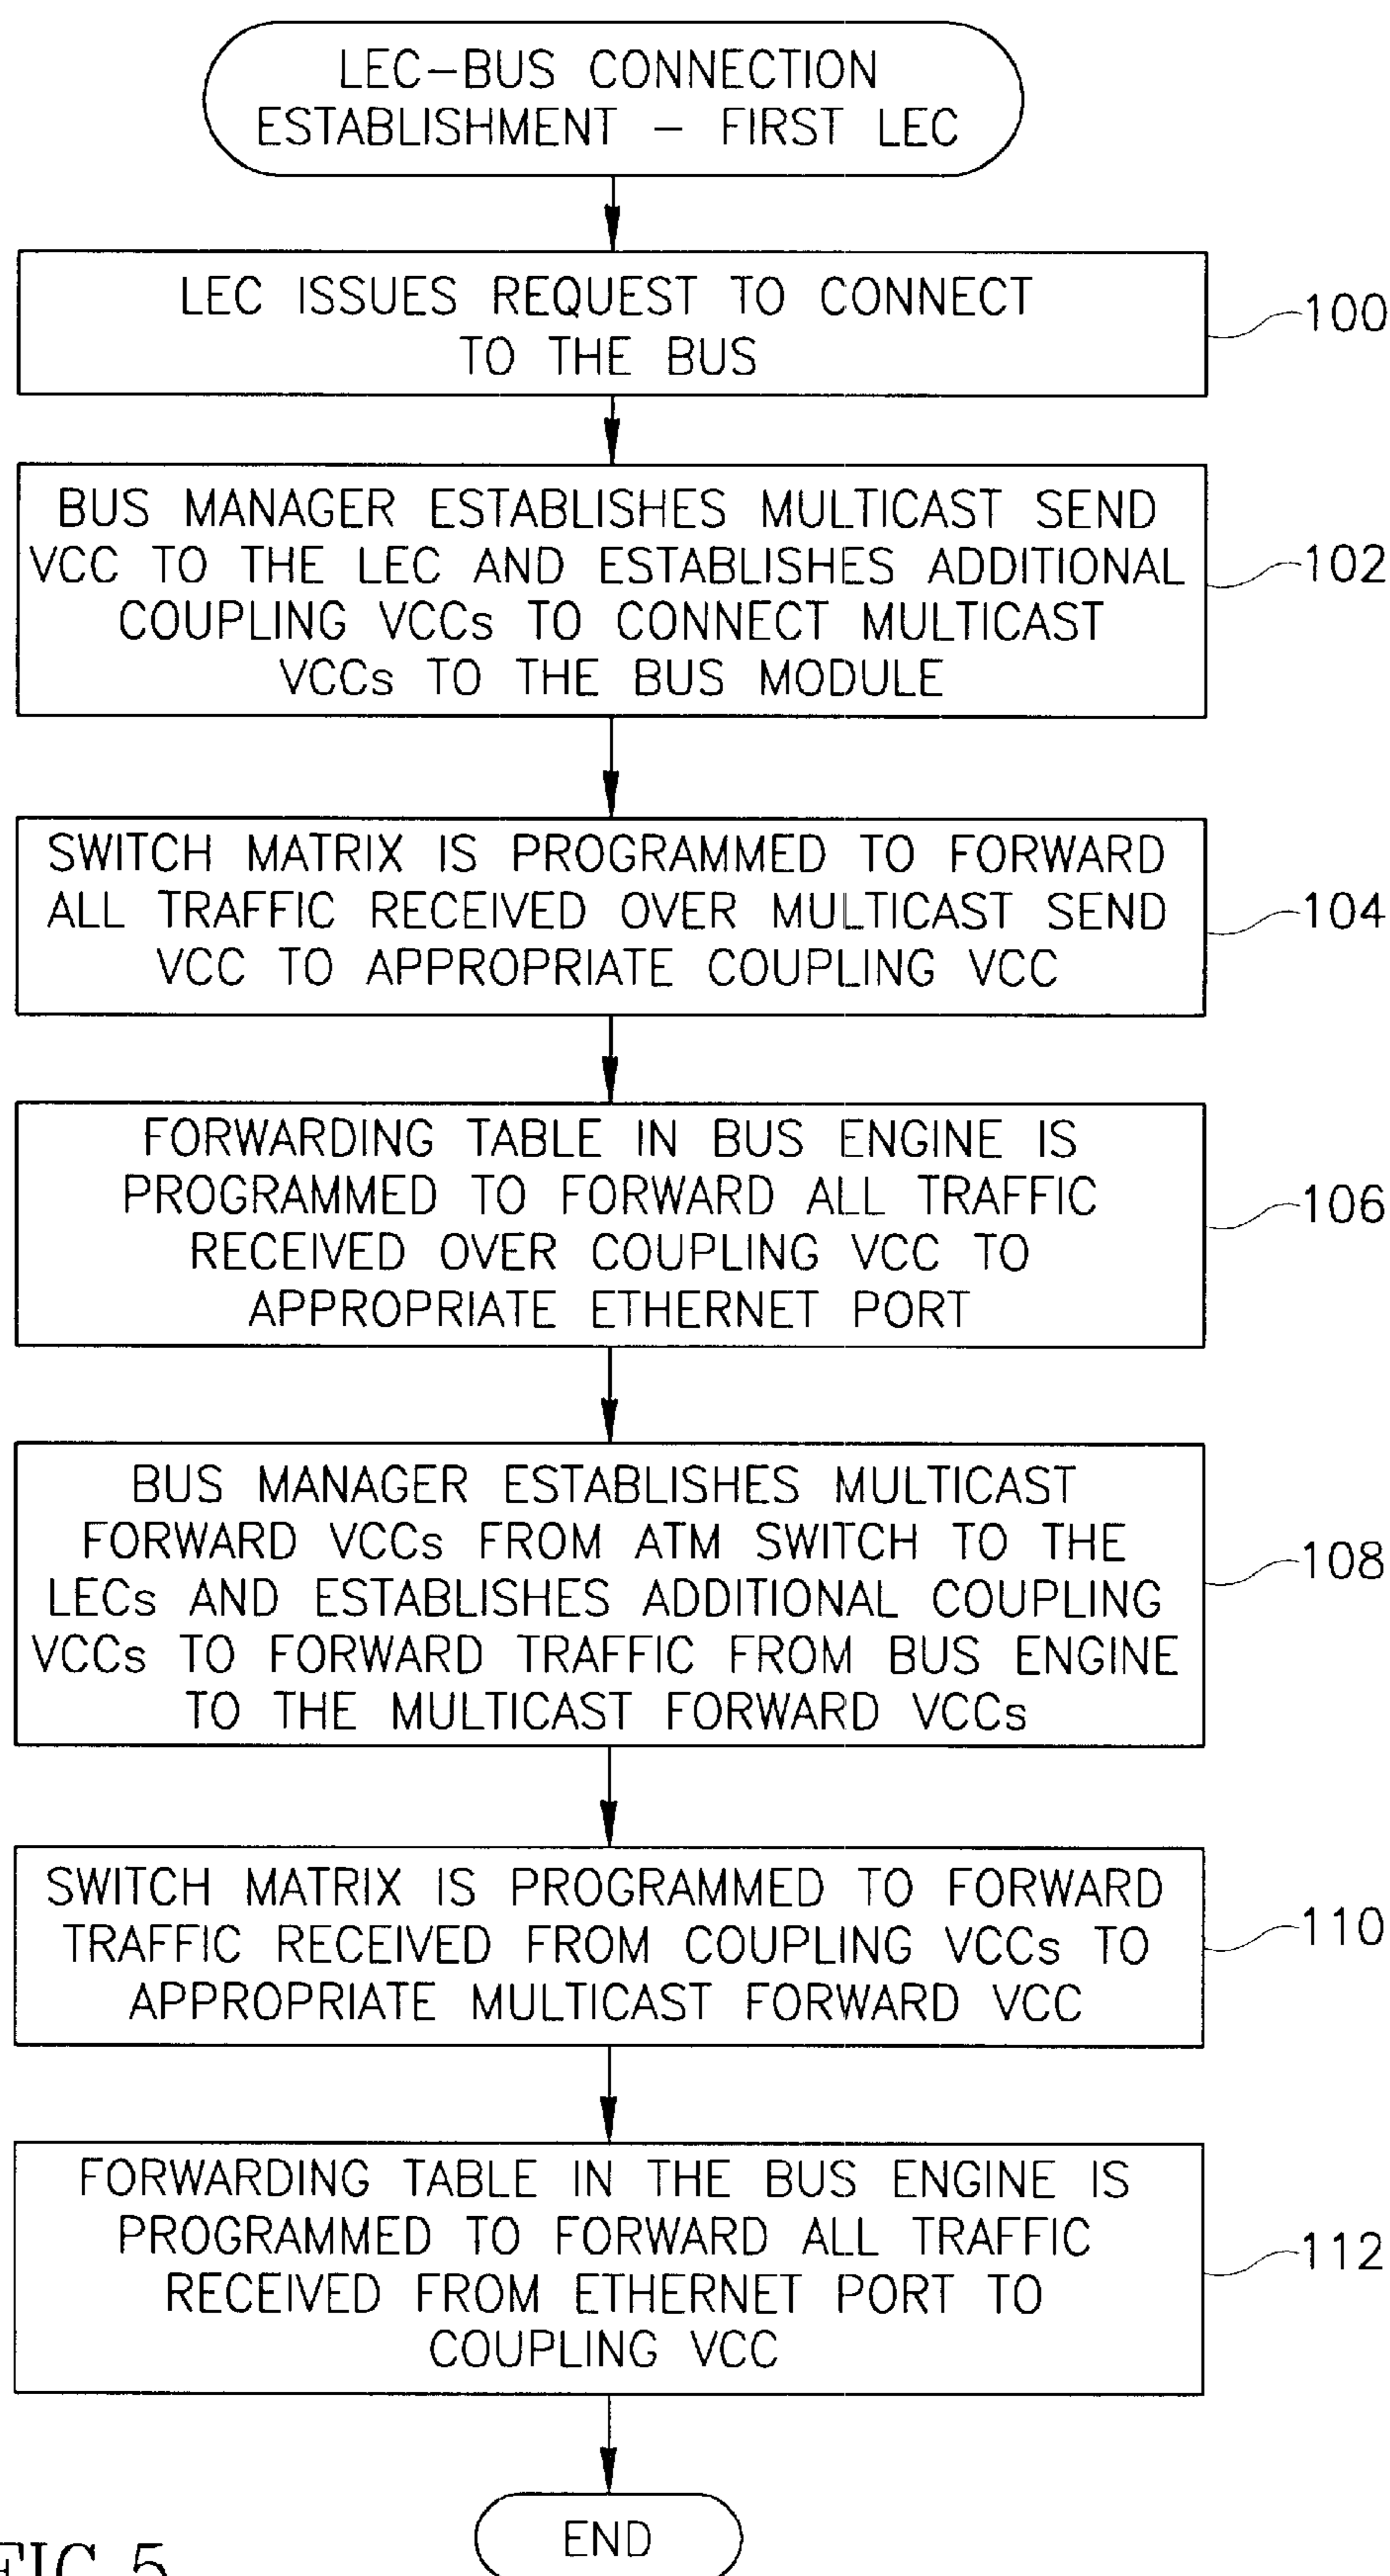 LEC-BUS CONNECTION
ESTABLISHMENT - FIRST LEC
LEC ISSUES REQUEST TO CONNECT
TO THE BUS
100
BUS MANAGER ESTABLISHES MULTICAST SEND
VCC TO THE LEC AND ESTABLISHES ADDITIONAL
COUPLING VCCs TO CONNECT MULTICAST
VCCs TO THE BUS MODULE
102
SWITCH MATRIX IS PROGRAMMED TO FORWARD
ALL TRAFFIC RECEIVED OVER MULTICAST SEND
VCC TO APPROPRIATE COUPLING VCC
104
FORWARDING TABLE IN BUS ENGINE IS
PROGRAMMED TO FORWARD ALL TRAFFIC
RECEIVED OVER COUPLING VCC TO
APPROPRIATE ETHERNET PORT
106
BUS MANAGER ESTABLISHES MULTICAST
FORWARD VCCs FROM ATM SWITCH TO THE
LECs AND ESTABLISHES ADDITIONAL COUPLING
VCCs TO FORWARD TRAFFIC FROM BUS ENGINE
TO THE MULTICAST FORWARD VCCs
108
SWITCH MATRIX IS PROGRAMMED TO FORWARD
TRAFFIC RECEIVED FROM COUPLING VCCs TO
APPROPRIATE MULTICAST FORWARD VCC
110
FORWARDING TABLE IN THE BUS ENGINE IS
PROGRAMMED TO FORWARD ALL TRAFFIC
RECEIVED FROM ETHERNET PORT TO
COUPLING VCC
112
END
FIG.5